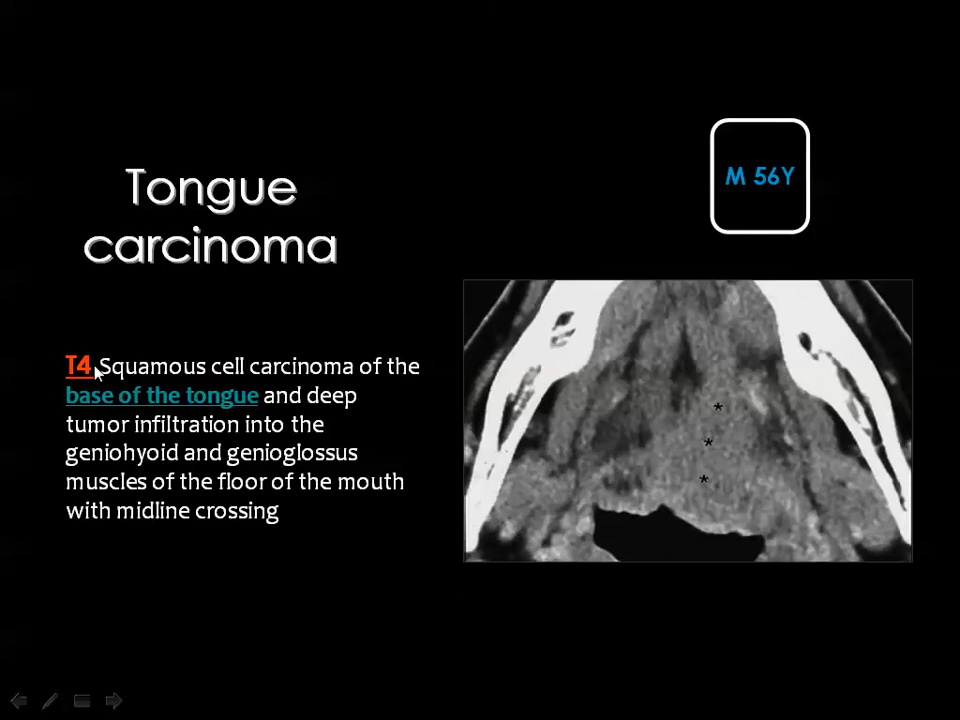 Tongue
carcinoma
M 56Y
T4 Squamous cell carcinoma of the
base of the tongue and deep
tumor infiltration into the
geniohyoid and genioglossus
muscles of the floor of the mouth
with midline crossing
*
*
*